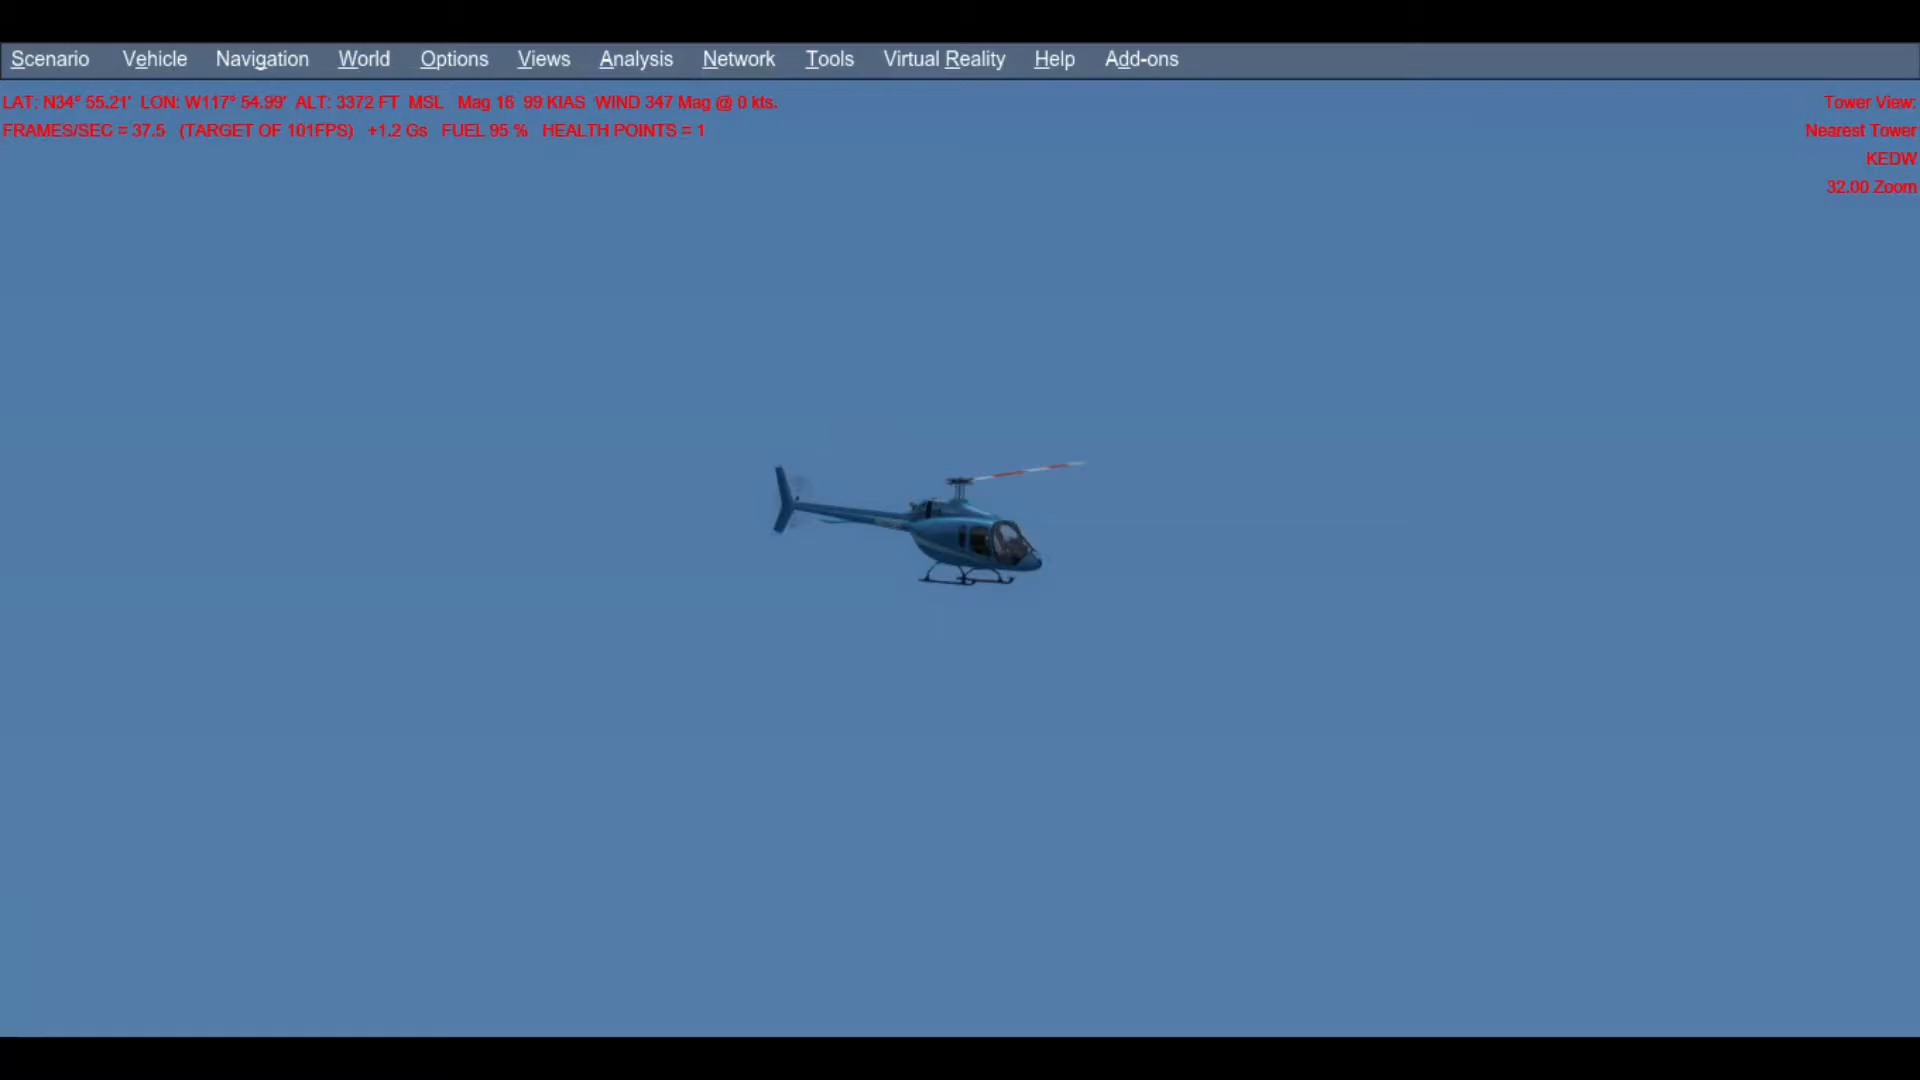 Scenario Vehicle Navigation World Options Views Analysis Network Tools Virtual Reality Help Add-ons
LAT: N34° 55.21' LON: W117° 54.99' ALT: 3372 FT MSL Mag 16 99 KIAS WIND 347 Mag @ 0 kts.
FRAMES/SEC = 37.5 (TARGET OF 101FPS) +1.2 Gs FUEL 95 % HEALTH POINTS = 1
Tower View:
Nearest Tower
KEDW
32.00 Zoom